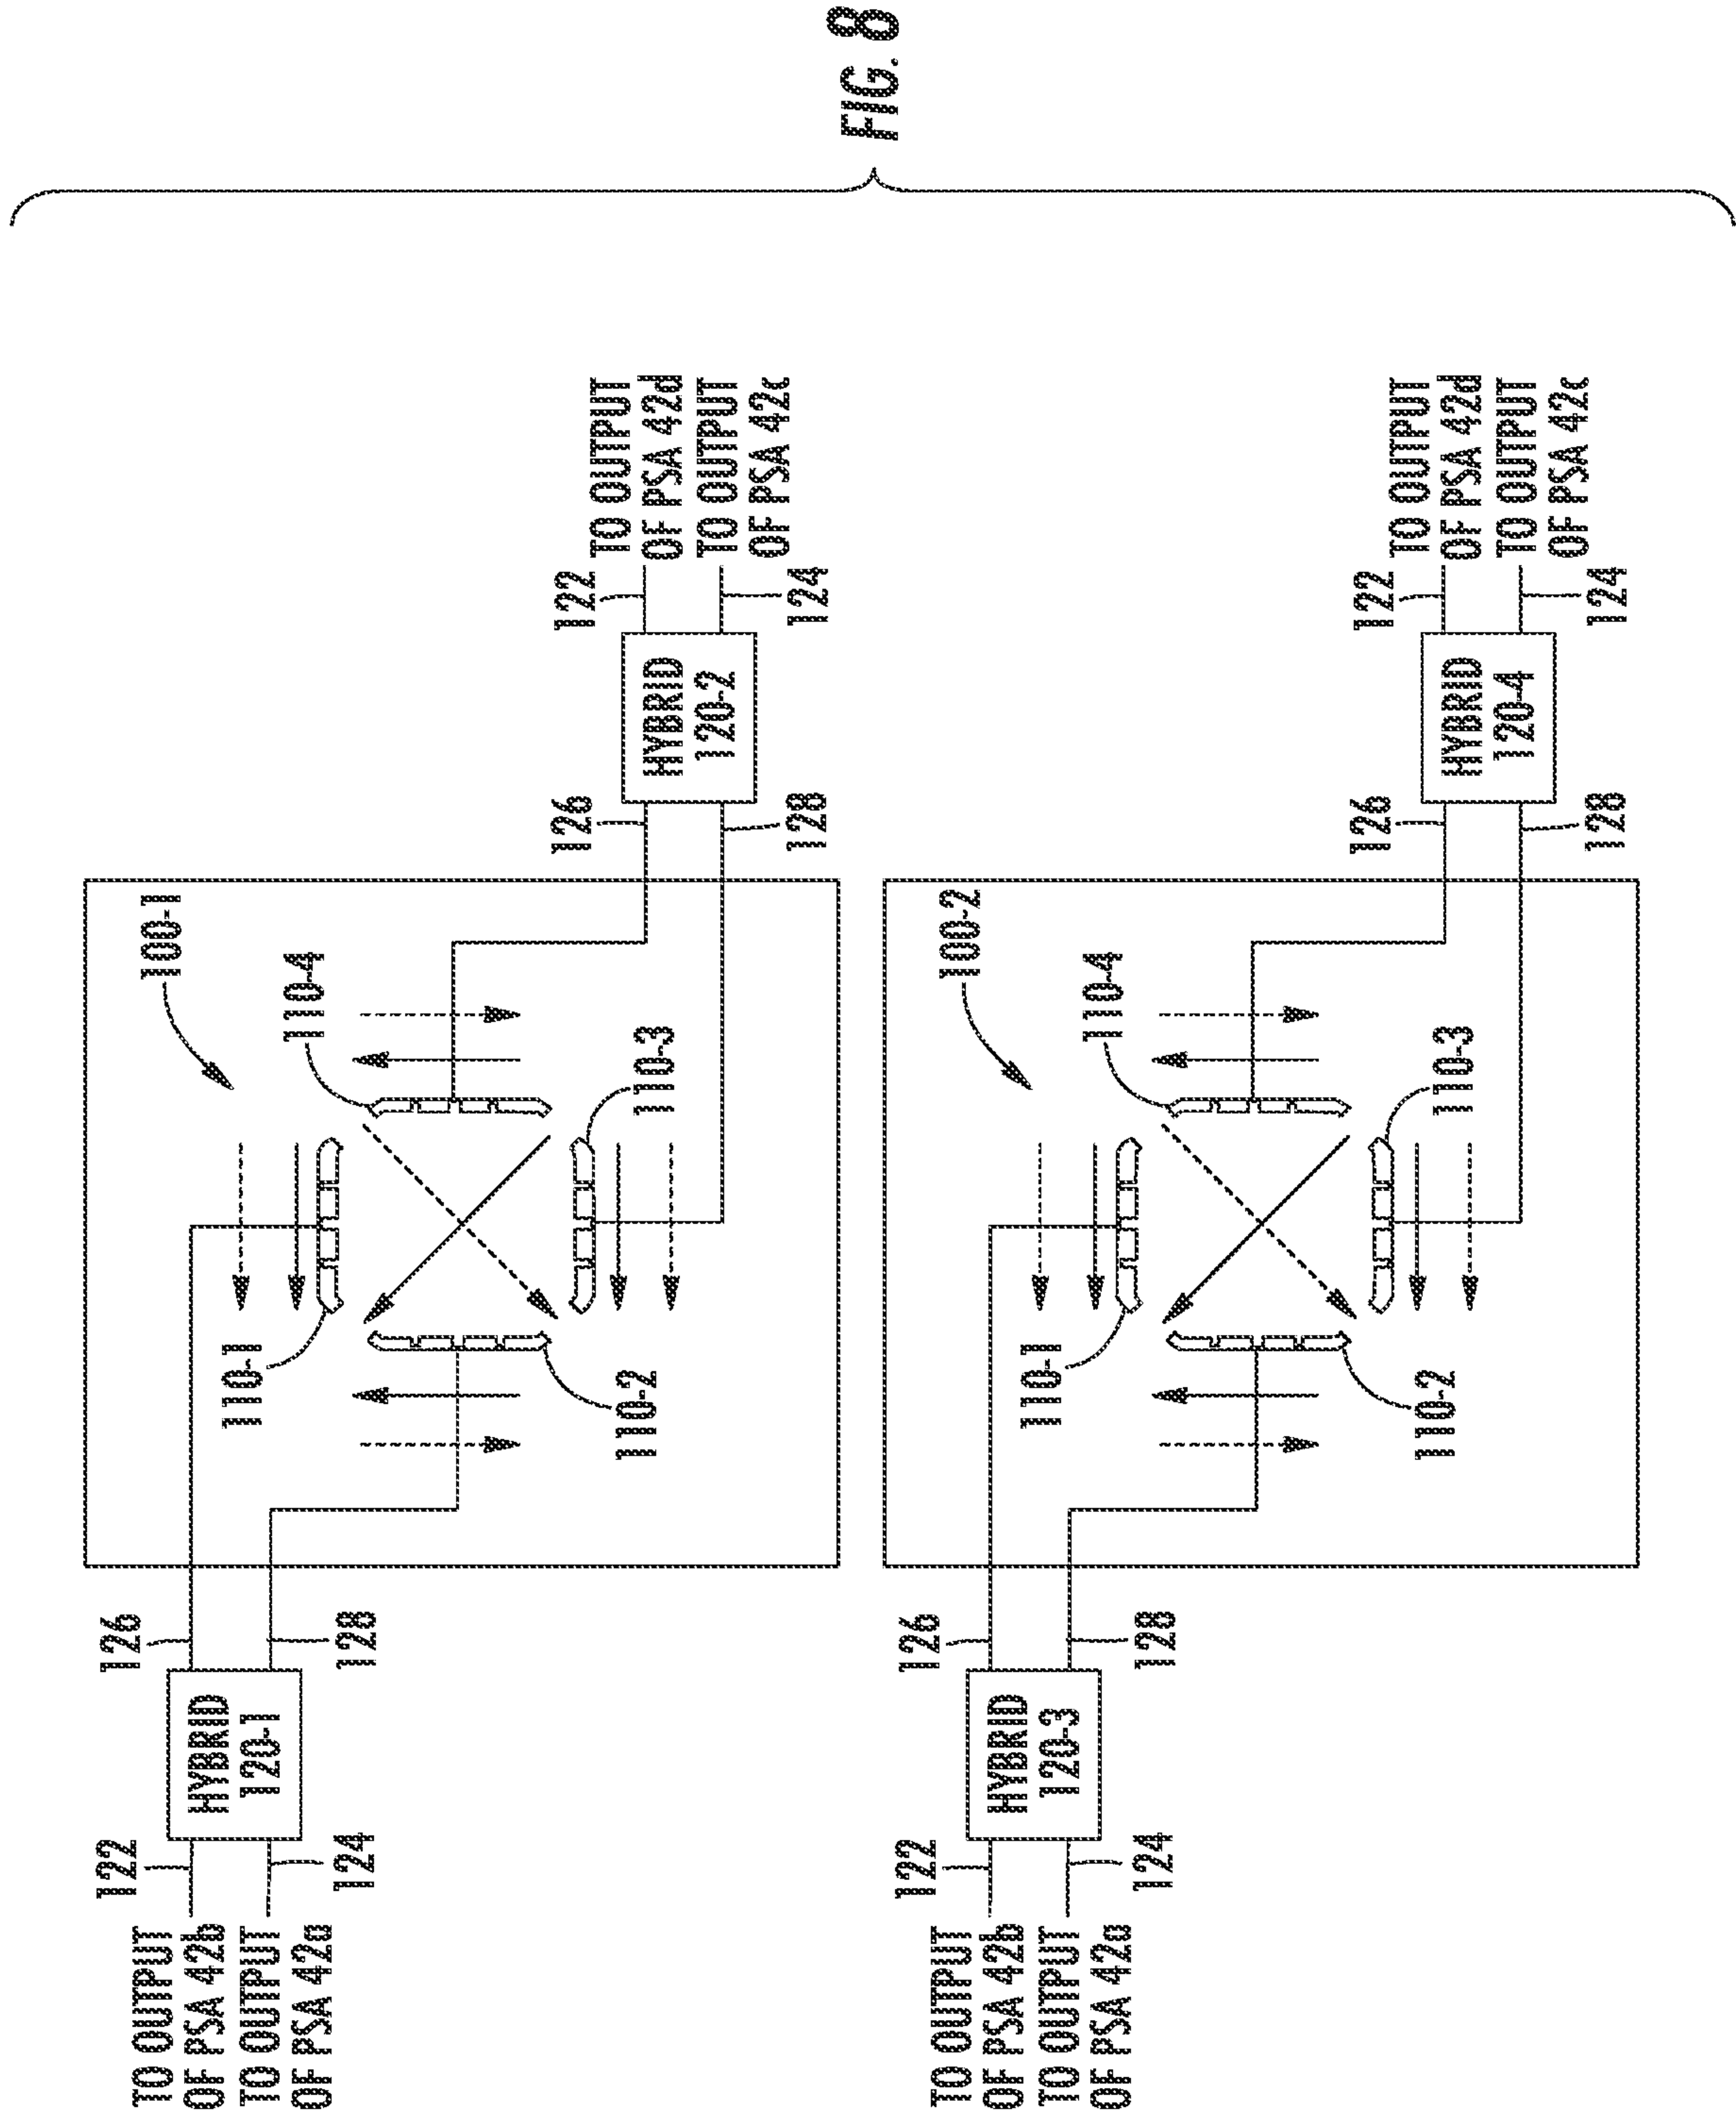 122
126
TO OUTPUT
OF PSA 42b
TO OUTPUT
OF PSA 42a
HYBRID
120-1
124
128
100-1
110-1
110-4
110-2
110-3
126
122
HYBRID
120-2
TO OUTPUT
OF PSA 42d
TO OUTPUT
OF PSA 42c
128
124
122
126
TO OUTPUT
OF PSA 42b
TO OUTPUT
OF PSA 42a
HYBRID
120-3
124
128
100-2
110-1
110-4
110-2
110-3
126
122
HYBRID
120-4
TO OUTPUT
OF PSA 42d
TO OUTPUT
OF PSA 42c
128
124
FIG. 8